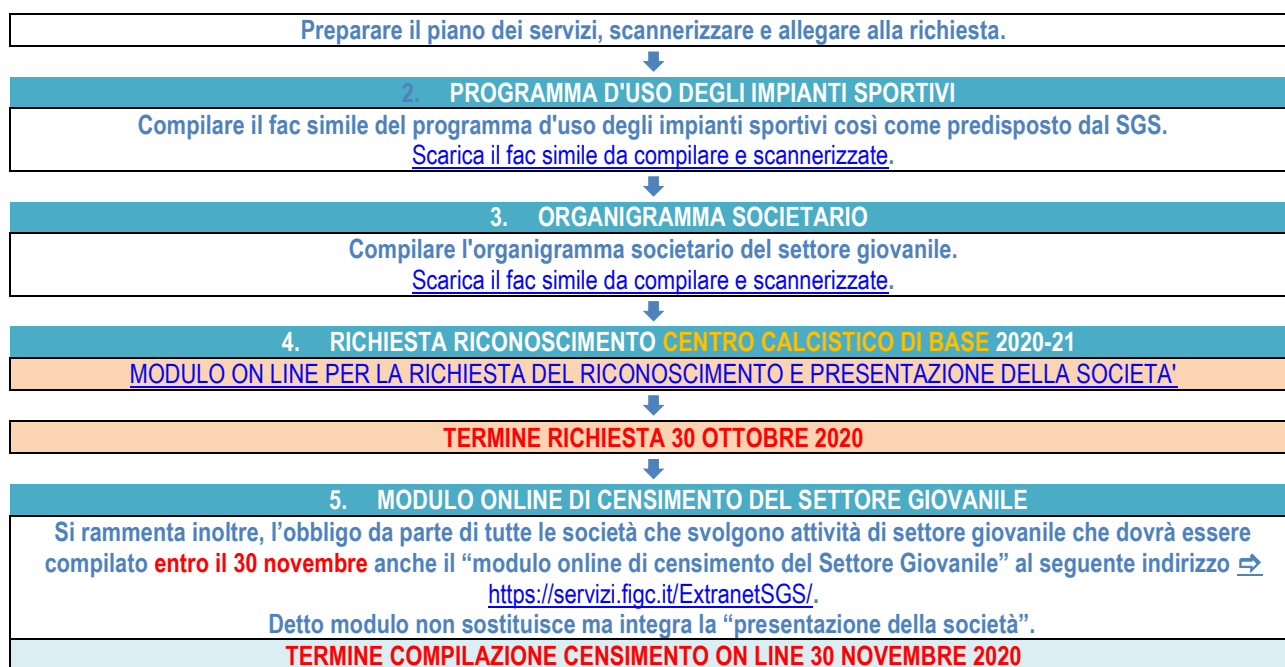 Preparare il piano dei servizi, scannerizzare e allegare alla richiesta.
2. PROGRAMMA D'USO DEGLI IMPIANTI SPORTIVI
Compilare il fac simile del programma d'uso degli impianti sportivi così come predisposto dal SGS.
Scarica il fac simile da compilare e scannerizzate.
3. ORGANIGRAMMA SOCIETARIO
Compilare l'organigramma societario del settore giovanile.
Scarica il fac simile da compilare e scannerizzate.
4. RICHIESTA RICONOSCIMENTO CENTRO CALCISTICO DI BASE 2020-21
MODULO ON LINE PER LA RICHIESTA DEL RICONOSCIMENTO E PRESENTAZIONE DELLA SOCIETA'
TERMINE RICHIESTA 30 OTTOBRE 2020
5. MODULO ONLINE DI CENSIMENTO DEL SETTORE GIOVANILE
Si rammenta inoltre, l’obbligo da parte di tutte le società che svolgono attività di settore giovanile che dovrà essere
compilato entro il 30 novembre anche il “modulo online di censimento del Settore Giovanile” al seguente indirizzo ⇨
https://servizi.figc.it/ExtranetSGS/.
Detto modulo non sostituisce ma integra la “presentazione della società”.
TERMINE COMPILAZIONE CENSIMENTO ON LINE 30 NOVEMBRE 2020